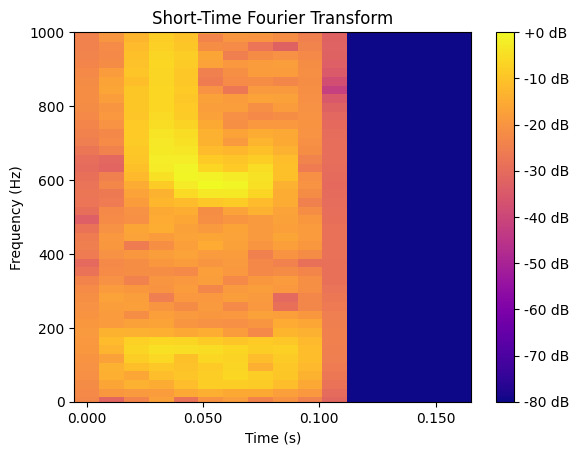 Short-Time Fourier Transform
1000
800
600
400
200
0
Frequency (Hz)
0.000
0.050
0.100
0.150
Time (s)
+0 dB
-10 dB
-20 dB
-30 dB
-40 dB
-50 dB
-60 dB
-70 dB
-80 dB